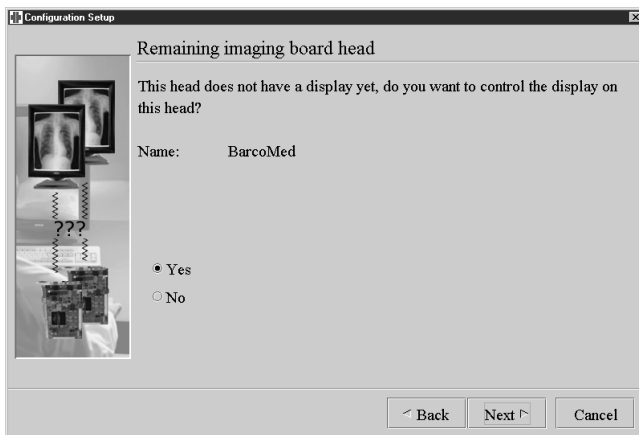 Configuration Setup
Remaining imaging board head
This head does not have a display yet, do you want to control the display on
this head?
Name: BarcoMed
???
Yes
No
Back Next Cancel